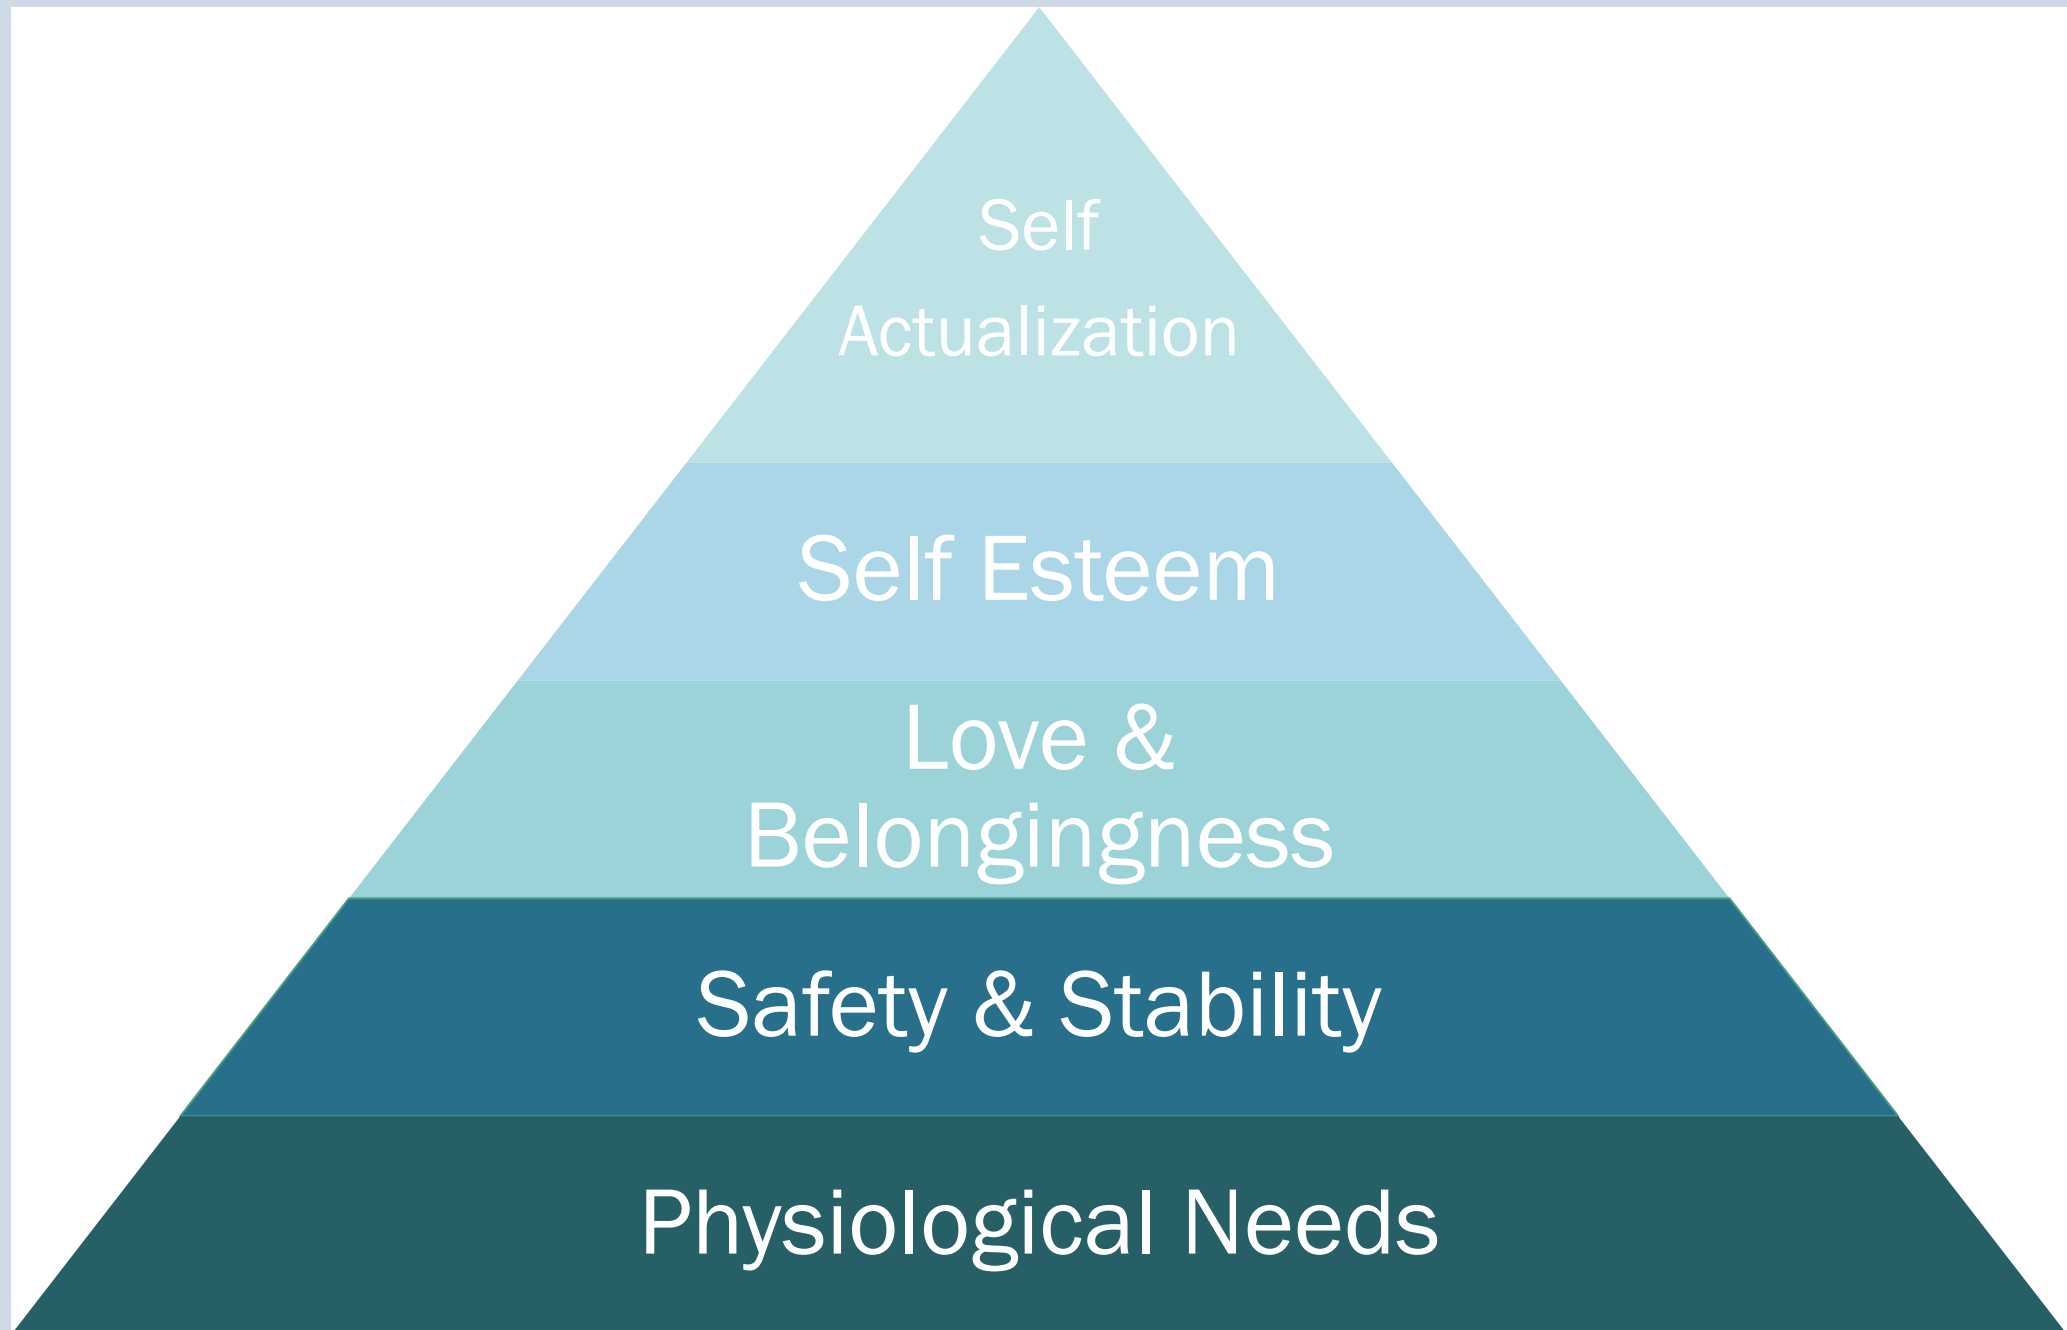 Self
Actualization
Self Esteem
Love &
Belongingness
Safety & Stability
Physiological Needs